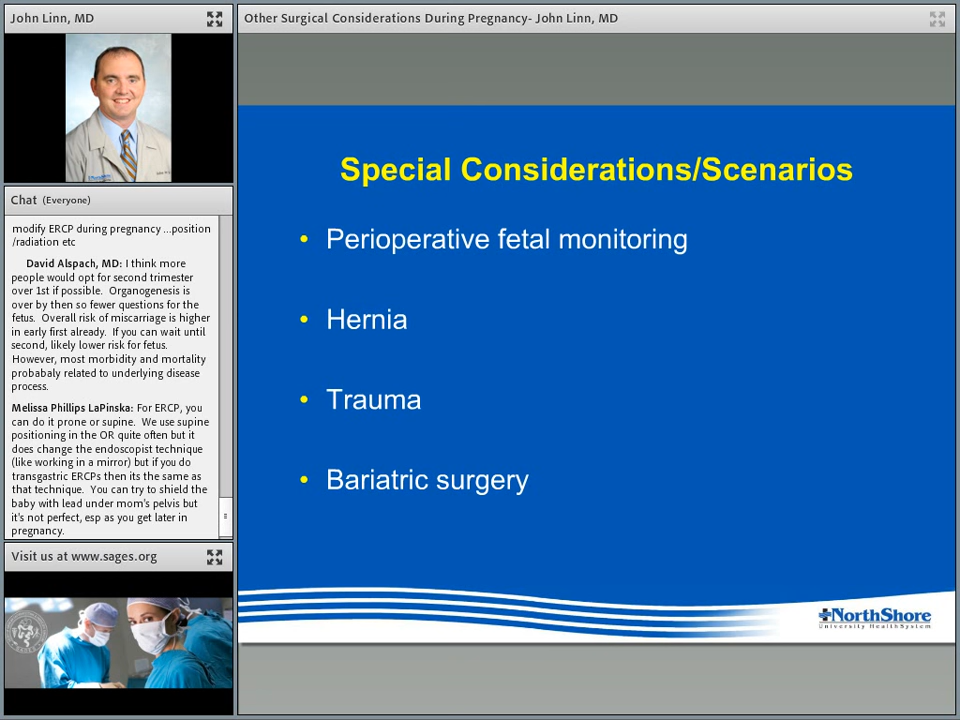 John Linn, MD
Chat (Everyone)
modify ERCP during pregnancy ...position
/radiation etc
David Alspach, MD: I think more
people would opt for second trimester
over 1st if possible. Organogenesis is
over by then so fewer questions for the
fetus. Overall risk of miscarriage is higher
in early first already. If you can wait until
second, likely lower risk for fetus.
However, most morbidity and mortality
probabaly related to underlying disease
process.
Melissa Phillips LaPinska: For ERCP, you
can do it prone or supine. We use supine
positioning in the OR quite often but it
does change the endoscopist technique
(like working in a mirror) but if you do
transgastric ERCPs then its the same as
that technique. You can try to shield the
baby with lead under mom's pelvis but
it's not perfect, esp as you get later in
pregnancy.
Visit us at www.sages.org
Other Surgical Considerations During Pregnancy- John Linn, MD
Special Considerations/Scenarios
• Perioperative fetal monitoring
• Hernia
• Trauma
• Bariatric surgery
NorthShore
University HealthSystem